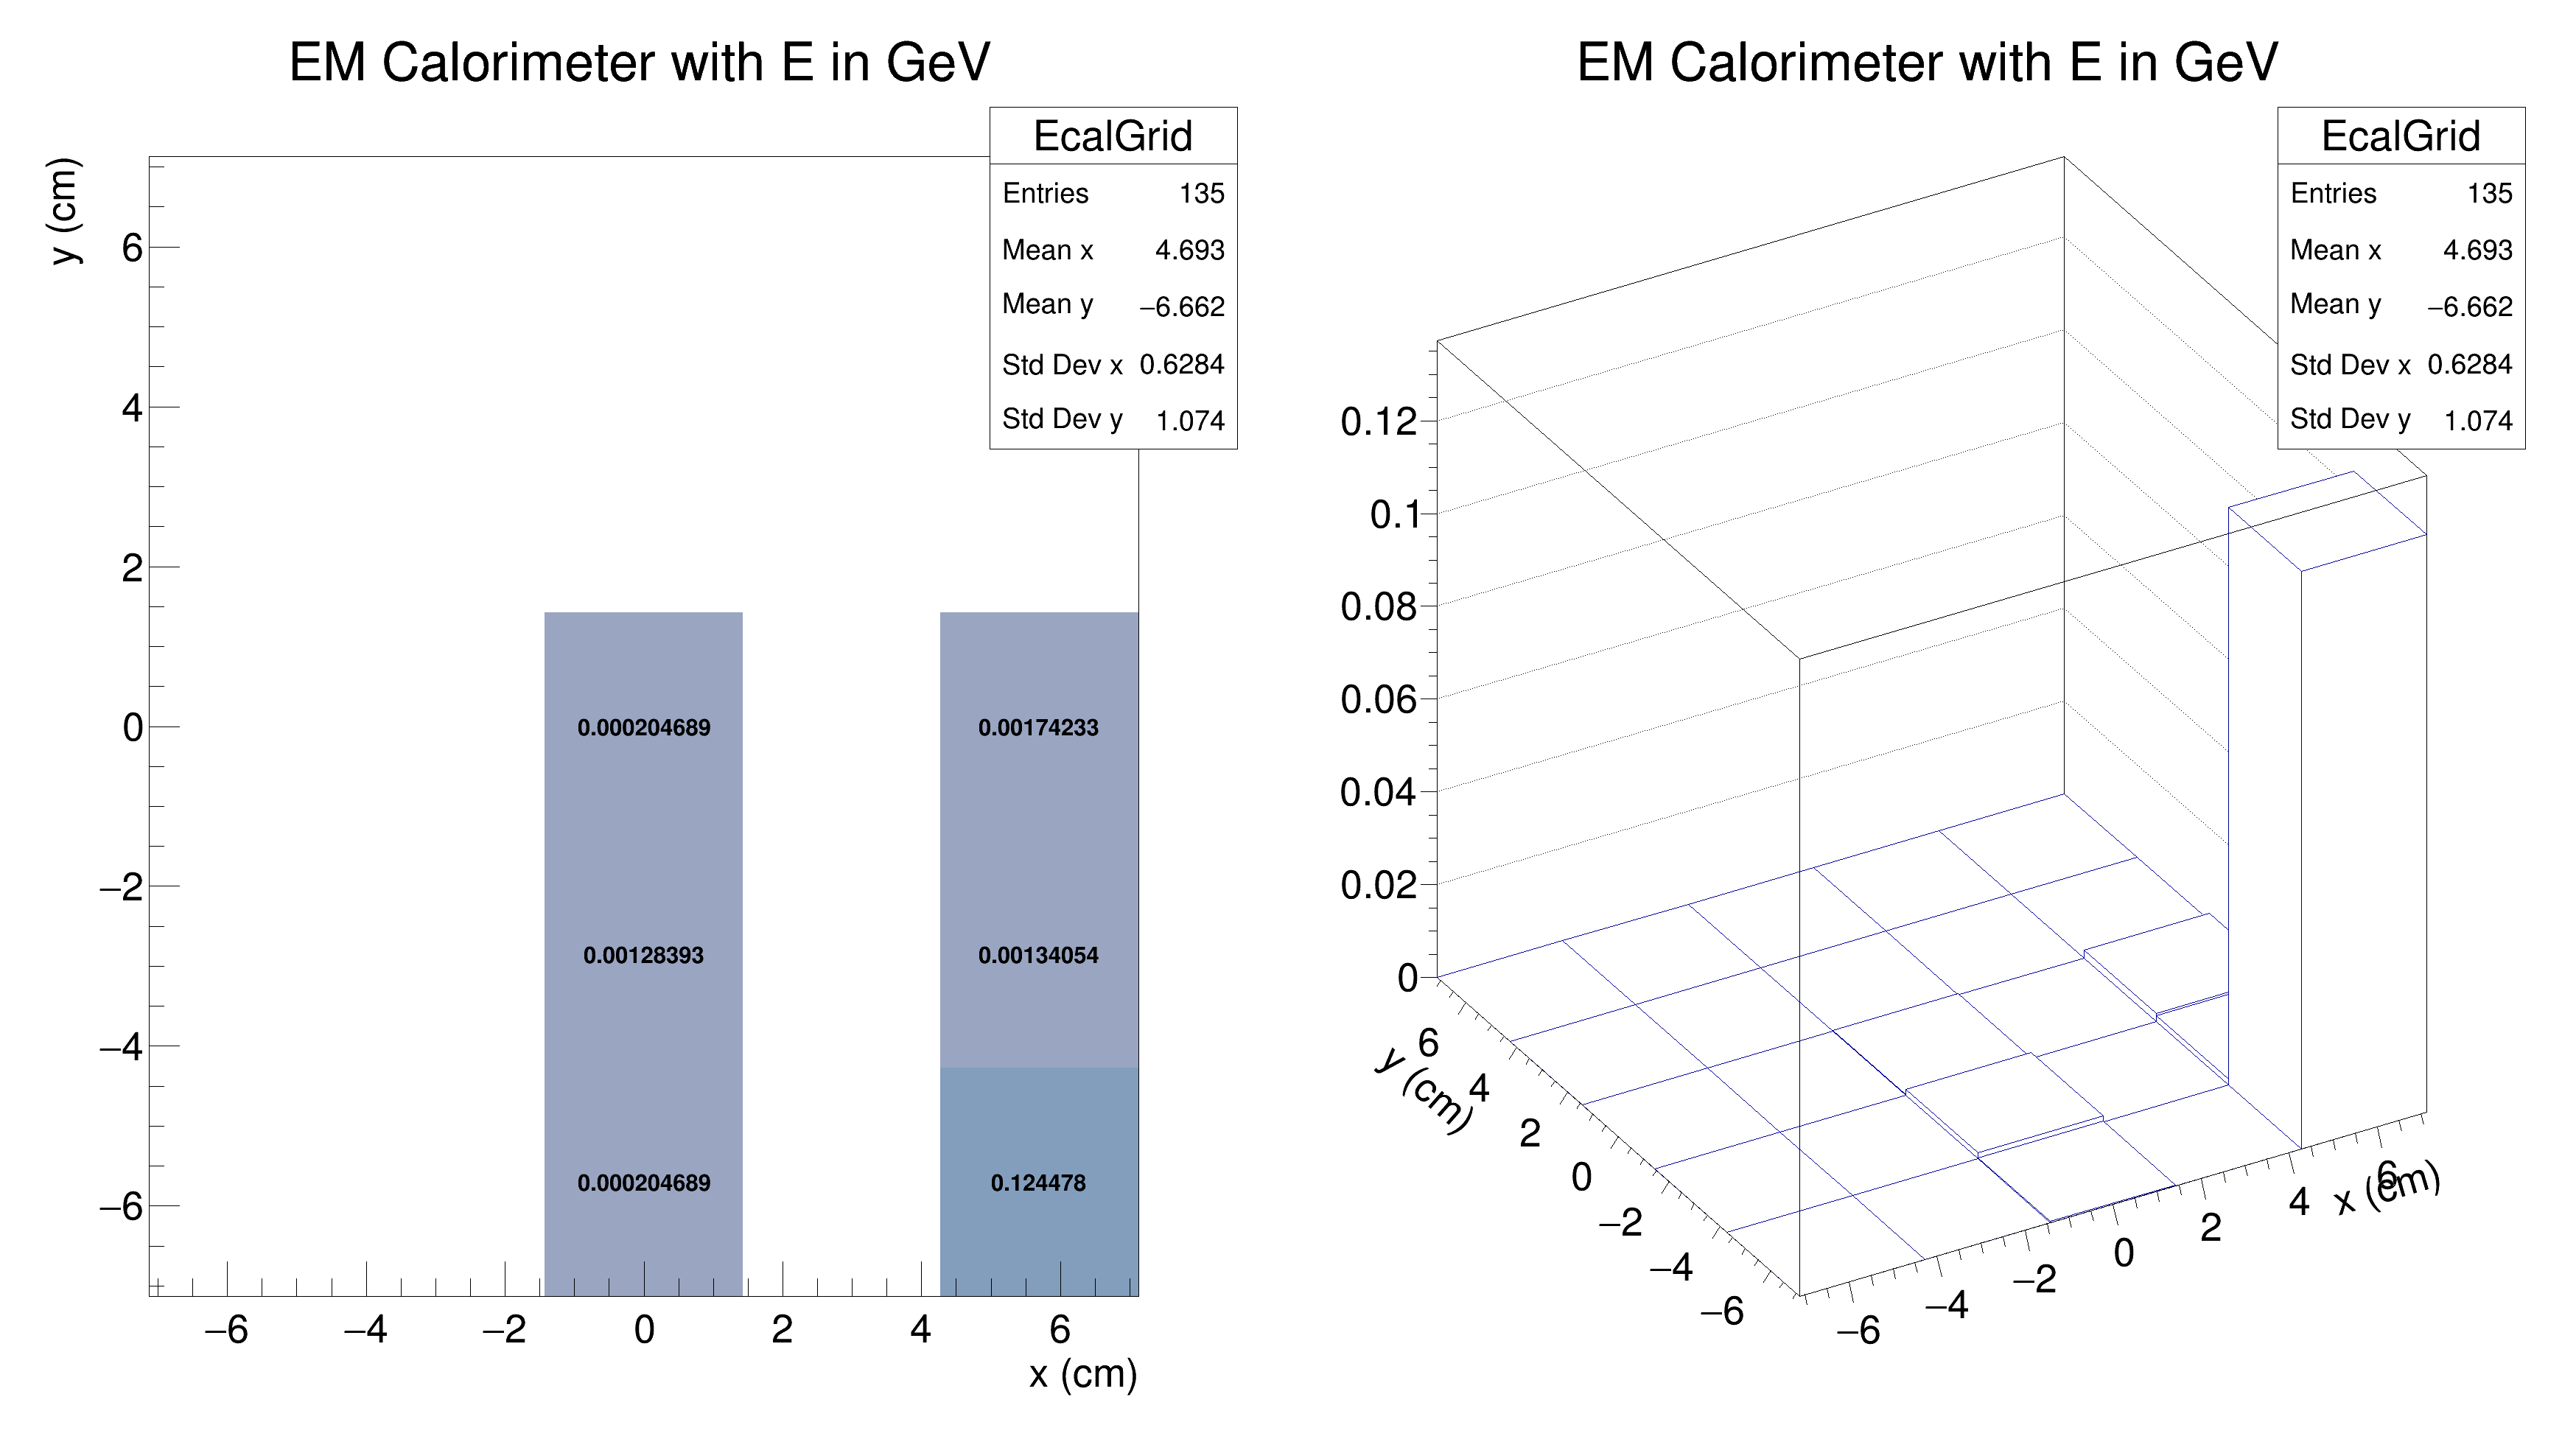 EM Calorimeter with E in GeV
EcalGrid
Entries 135
Mean x 4.693
Mean y −6.662
Std Dev x 0.6284
Std Dev y 1.074
y (cm)
6
4
2
0
−2
−4
−6
0.000204689 0.00174233
0.00128393 0.00134054
0.000204689 0.124478
−6 −4 −2 0 2 4 6
x (cm)
EM Calorimeter with E in GeV
EcalGrid
Entries 135
Mean x 4.693
Mean y −6.662
Std Dev x 0.6284
Std Dev y 1.074
0.12
0.1
0.08
0.06
0.04
0.02
0
6
4
2
0
−2
−4
−6
y (cm)
−6 −4 −2 0 2 4 6
x (cm)